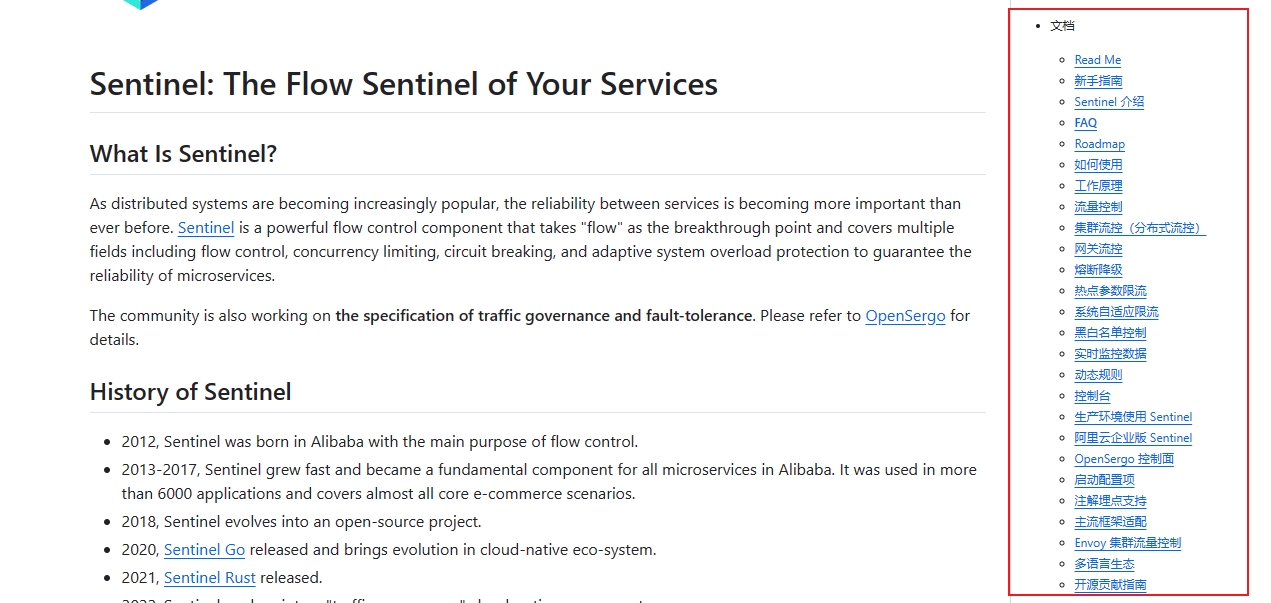 Sentinel: The Flow Sentinel of Your Services
What Is Sentinel?
As distributed systems are becoming increasingly popular, the reliability between services is becoming more important than
ever before. Sentinel is a powerful flow control component that takes "flow" as the breakthrough point and covers multiple
fields including flow control, concurrency limiting, circuit breaking, and adaptive system overload protection to guarantee the
reliability of microservices.
The community is also working on the specification of traffic governance and fault-tolerance. Please refer to OpenSergo for
details.
History of Sentinel
2012, Sentinel was born in Alibaba with the main purpose of flow control.
2013-2017, Sentinel grew fast and became a fundamental component for all microservices in Alibaba. It was used in more
than 6000 applications and covers almost all core e-commerce scenarios.
2018, Sentinel evolves into an open-source project.
2020, Sentinel Go released and brings evolution in cloud-native eco-system.
2021, Sentinel Rust released.
文档
Read Me
新手指南
Sentinel 介绍
FAQ
Roadmap
如何使用
工作原理
流量控制
集群流控（分布式流控）
网关流控
熔断降级
热点参数限流
系统自适应限流
黑白名单控制
实时监控数据
动态规则
控制台
生产环境使用 Sentinel
阿里云企业版 Sentinel
OpenSergo 控制面
启动配置项
注解埋点支持
主流框架适配
Envoy 集群流量控制
多语言生态
开源贡献指南